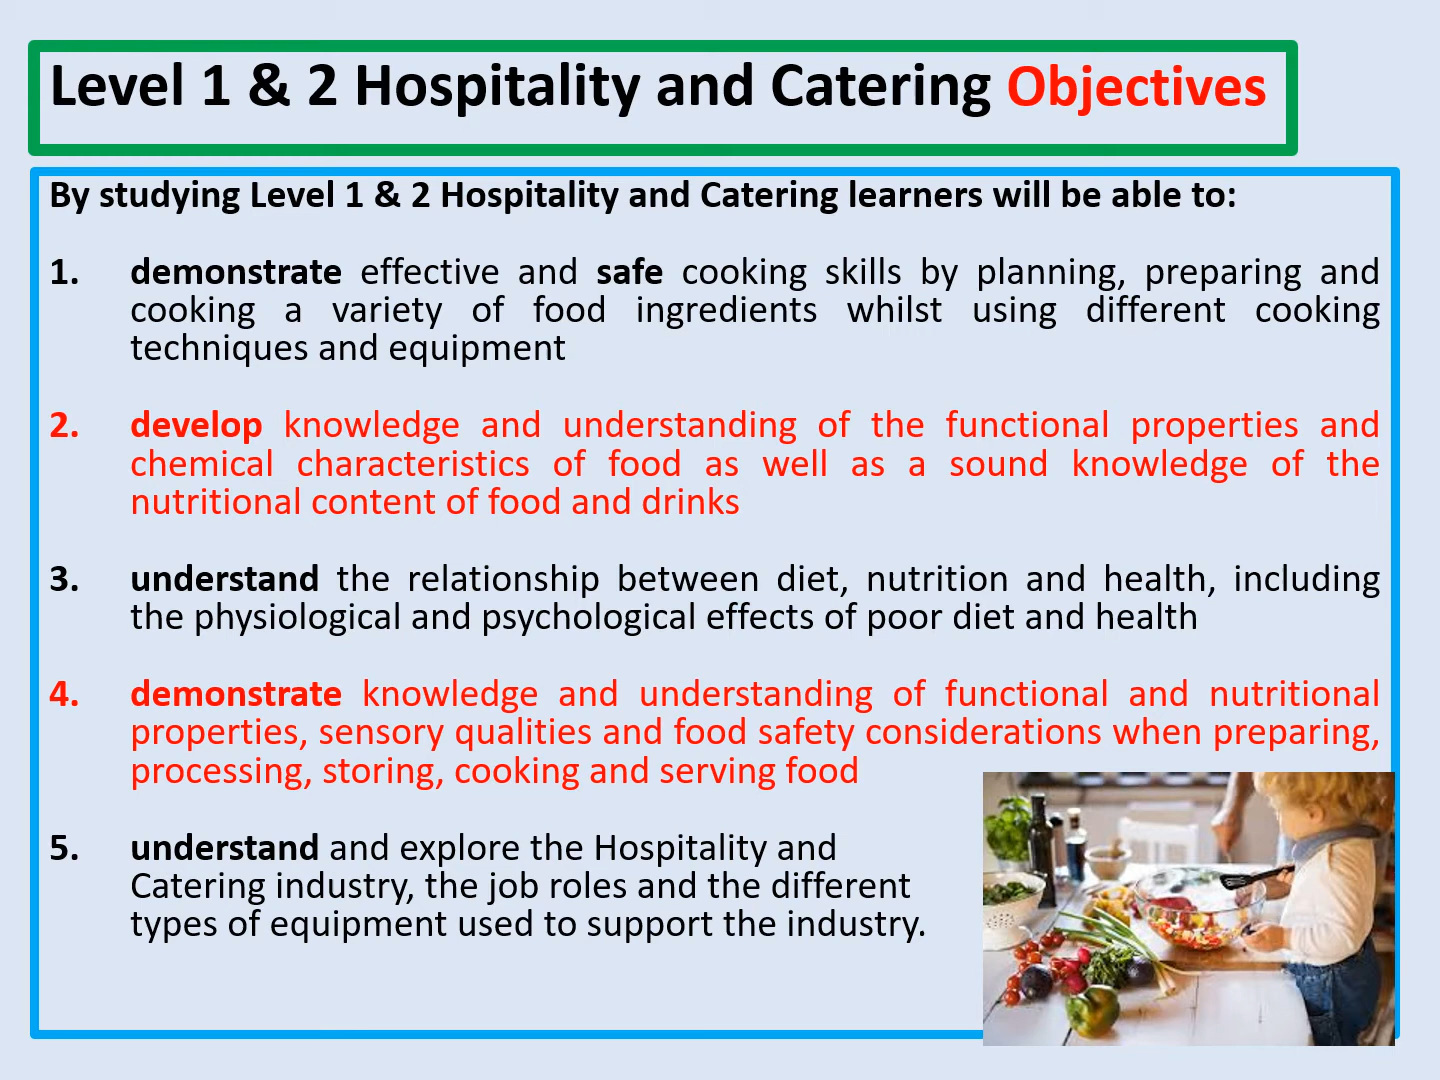 Level 1 & 2 Hospitality and Catering Objectives
By studying Level 1 & 2 Hospitality and Catering learners will be able to:
1. demonstrate effective and safe cooking skills by planning, preparing and
cooking a variety of food ingredients whilst using different cooking
techniques and equipment
2. develop knowledge and understanding of the functional properties and
chemical characteristics of food as well as a sound knowledge of the
nutritional content of food and drinks
3. understand the relationship between diet, nutrition and health, including
the physiological and psychological effects of poor diet and health
4. demonstrate knowledge and understanding of functional and nutritional
properties, sensory qualities and food safety considerations when preparing,
processing, storing, cooking and serving food
5. understand and explore the Hospitality and
Catering industry, the job roles and the different
types of equipment used to support the industry.